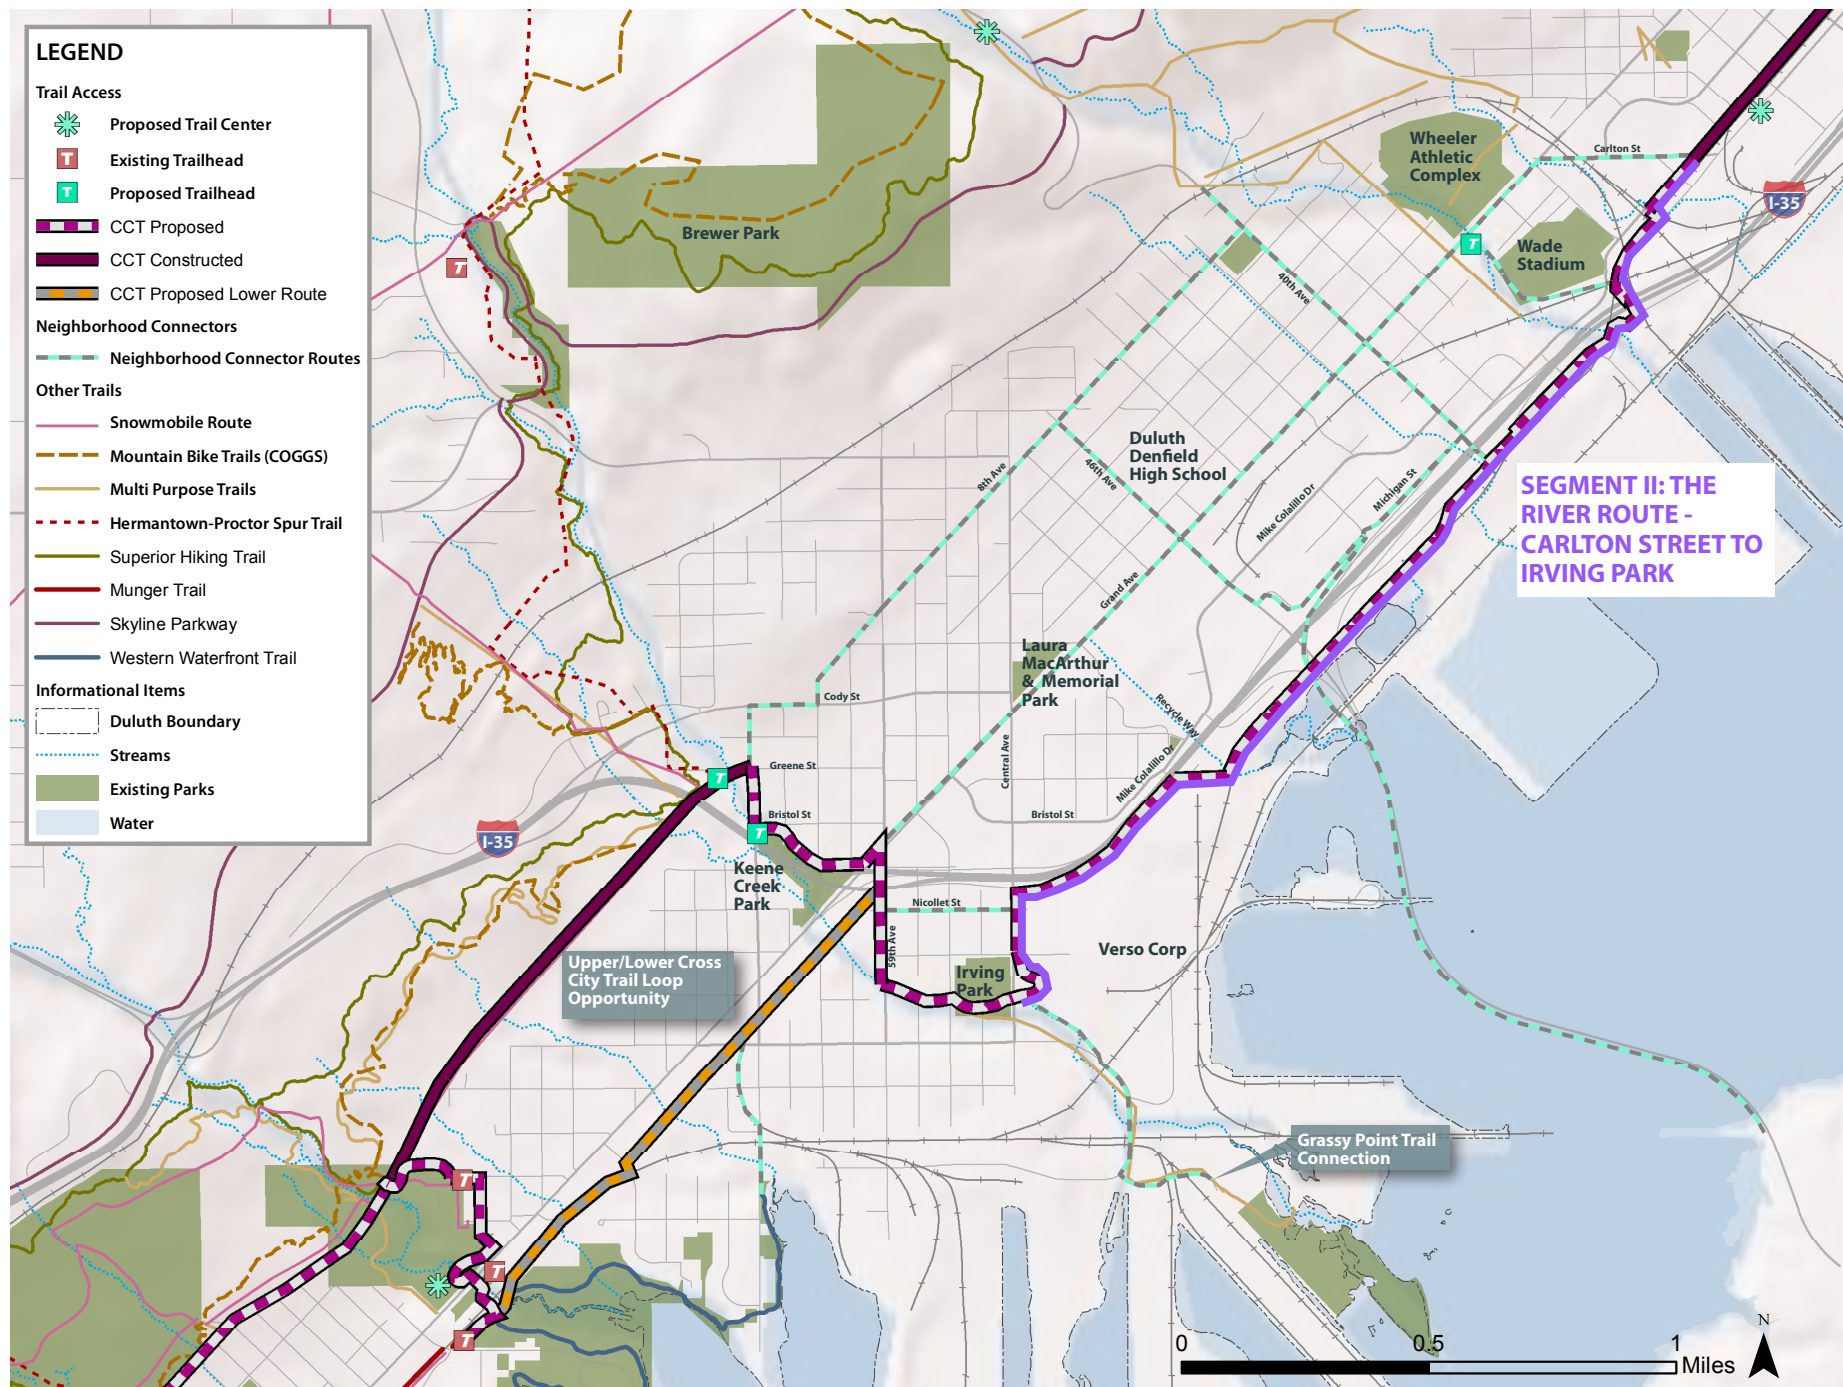 LEGEND
Trail Access
Proposed Trail Center
T Existing Trailhead
T Proposed Trailhead
CCT Proposed
CCT Constructed
CCT Proposed Lower Route
Neighborhood Connectors
Neighborhood Connector Routes
Other Trails
Snowmobile Route
Mountain Bike Trails (COGGS)
Multi Purpose Trails
Hermantown-Proctor Spur Trail
Superior Hiking Trail
Munger Trail
Skyline Parkway
Western Waterfront Trail
Informational Items
Duluth Boundary
Streams
Existing Parks
Water
Wheeler
Athletic
Complex
Carlton St
I-35
T
Wade
Stadium
Brewer Park
T
40th Ave
Duluth
Denfield
High School
8th Ave
46th Ave
Michigan St
Mike Colalillo Dr
SEGMENT II: THE
RIVER ROUTE -
CARLTON STREET TO
IRVING PARK
Grand Ave
Laura
MacArthur
& Memorial
Park
Cody St
Recycle Way
Central Ave
Mike Colalillo Dr
Greene St
T
Bristol St
Bristol St
T
I-35
Keene
Creek
Park
Nicollet St
59th Ave
Verso Corp
Upper/Lower Cross
City Trail Loop
Opportunity
Irving
Park
Grassy Point Trail
Connection
T
T
T
N
0 0.5 1
Miles